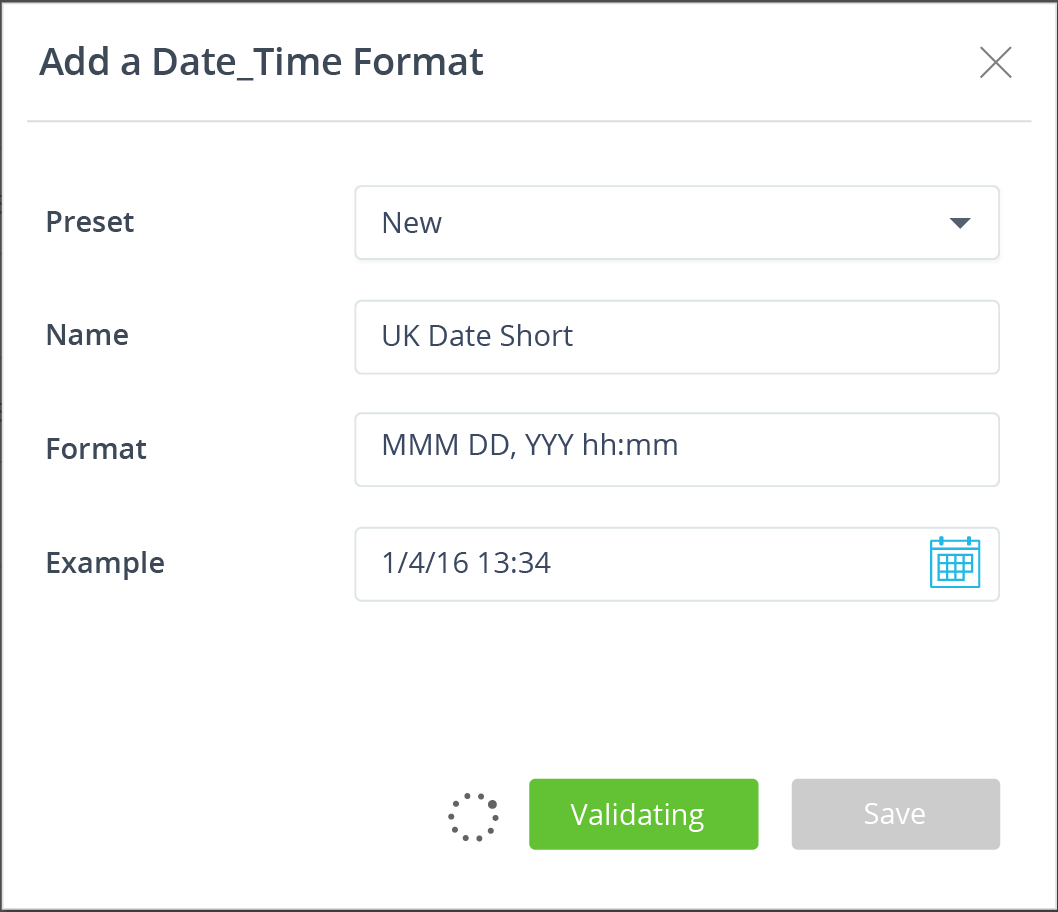 Add a Date_Time Format
Preset
New
Name
UK Date Short
Format
MMM DD, YYY hh:mm
Example
1/4/16 13:34
Validating
Save